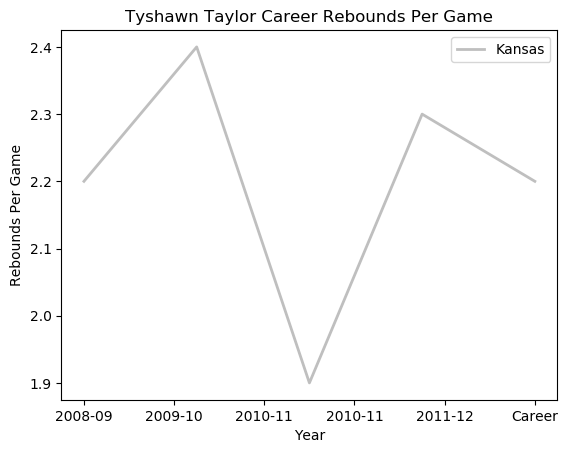 Tyshawn Taylor Career Rebounds Per Game
Kansas
2.4
2.3
2.2
2.1
2.0
1.9
Rebounds Per Game
2008-09 2009-10 2010-11 2010-11 2011-12 Career
Year